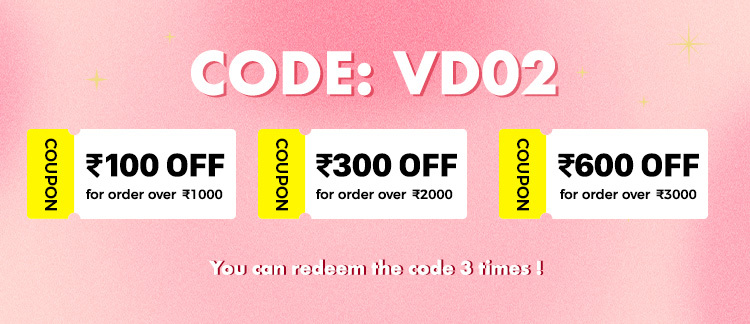 CODE: VD02
COUPON
₹100 OFF
for order over ₹1000
COUPON
₹300 OFF
for order over ₹2000
COUPON
₹600 OFF
for order over ₹3000
You can redeem the code 3 times !